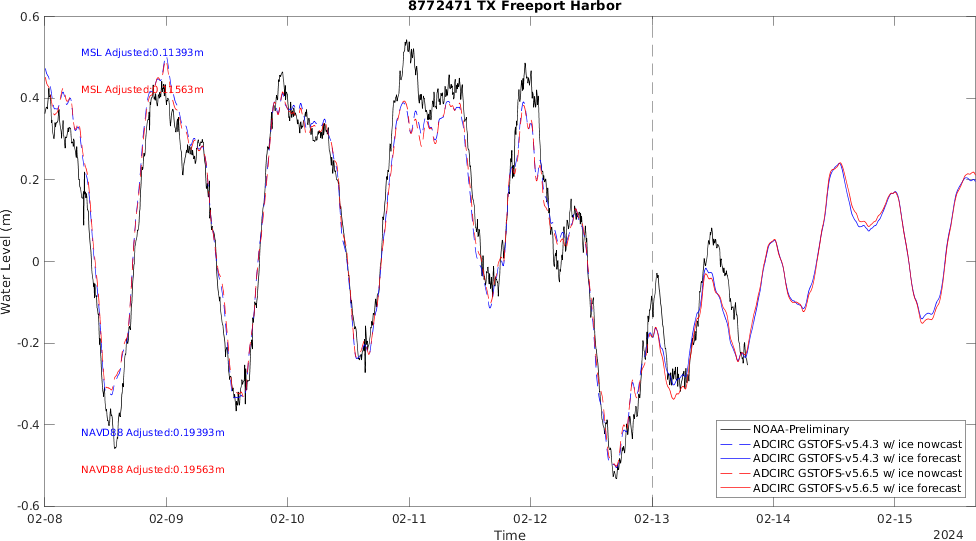 8772471 TX Freeport Harbor
0.6
0.4
0.2
0
-0.2
-0.4
-0.6
Water Level (m)
MSL Adjusted:0.11393m
MSL Adjusted:0.11563m
NAVD88 Adjusted:0.19393m
NAVD88 Adjusted:0.19563m
NOAA-Preliminary
ADCIRC GSTOFS-v5.4.3 w/ ice nowcast
ADCIRC GSTOFS-v5.4.3 w/ ice forecast
ADCIRC GSTOFS-v5.6.5 w/ ice nowcast
ADCIRC GSTOFS-v5.6.5 w/ ice forecast
02-08 02-09 02-10 02-11 02-12 02-13 02-14 02-15
Time
2024